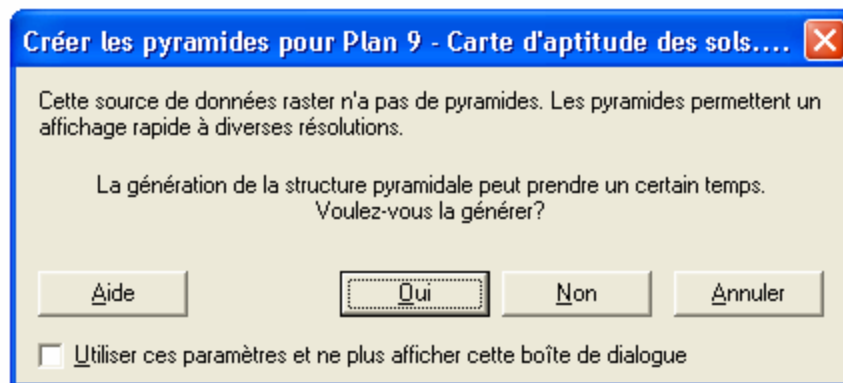 Créer les pyramides pour Plan 9 - Carte d'aptitude des sols....
Cette source de données raster n'a pas de pyramides. Les pyramides permettent un
affichage rapide à diverses résolutions.
La génération de la structure pyramidale peut prendre un certain temps.
Voulez-vous la générer?
Aide
Oui
Non
Annuler
Utiliser ces paramètres et ne plus afficher cette boîte de dialogue